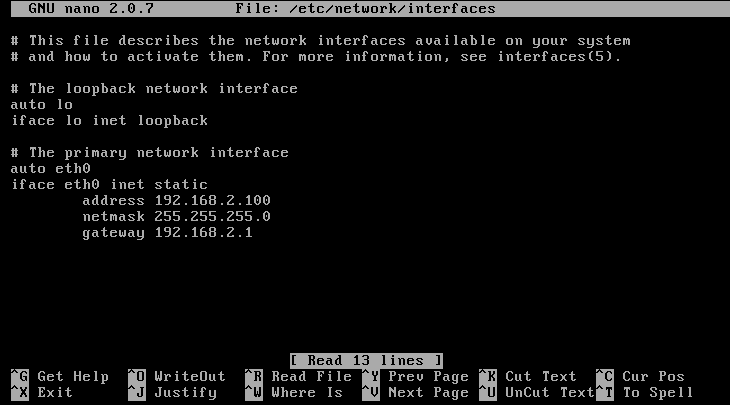 GNU nano 2.0.7 File: /etc/network/interfaces
# This file describes the network interfaces available on your system
# and how to activate them. For more information, see interfaces(5).
# The loopback network interface
auto lo
iface lo inet loopback
# The primary network interface
auto eth0
iface eth0 inet static
address 192.168.2.100
netmask 255.255.255.0
gateway 192.168.2.1
[ Read 13 lines ]
^G Get Help ^O WriteOut ^R Read File ^Y Prev Page ^K Cut Text ^C Cur Pos
^X Exit ^J Justify ^W Where Is ^V Next Page ^U UnCut Text ^T To Spell